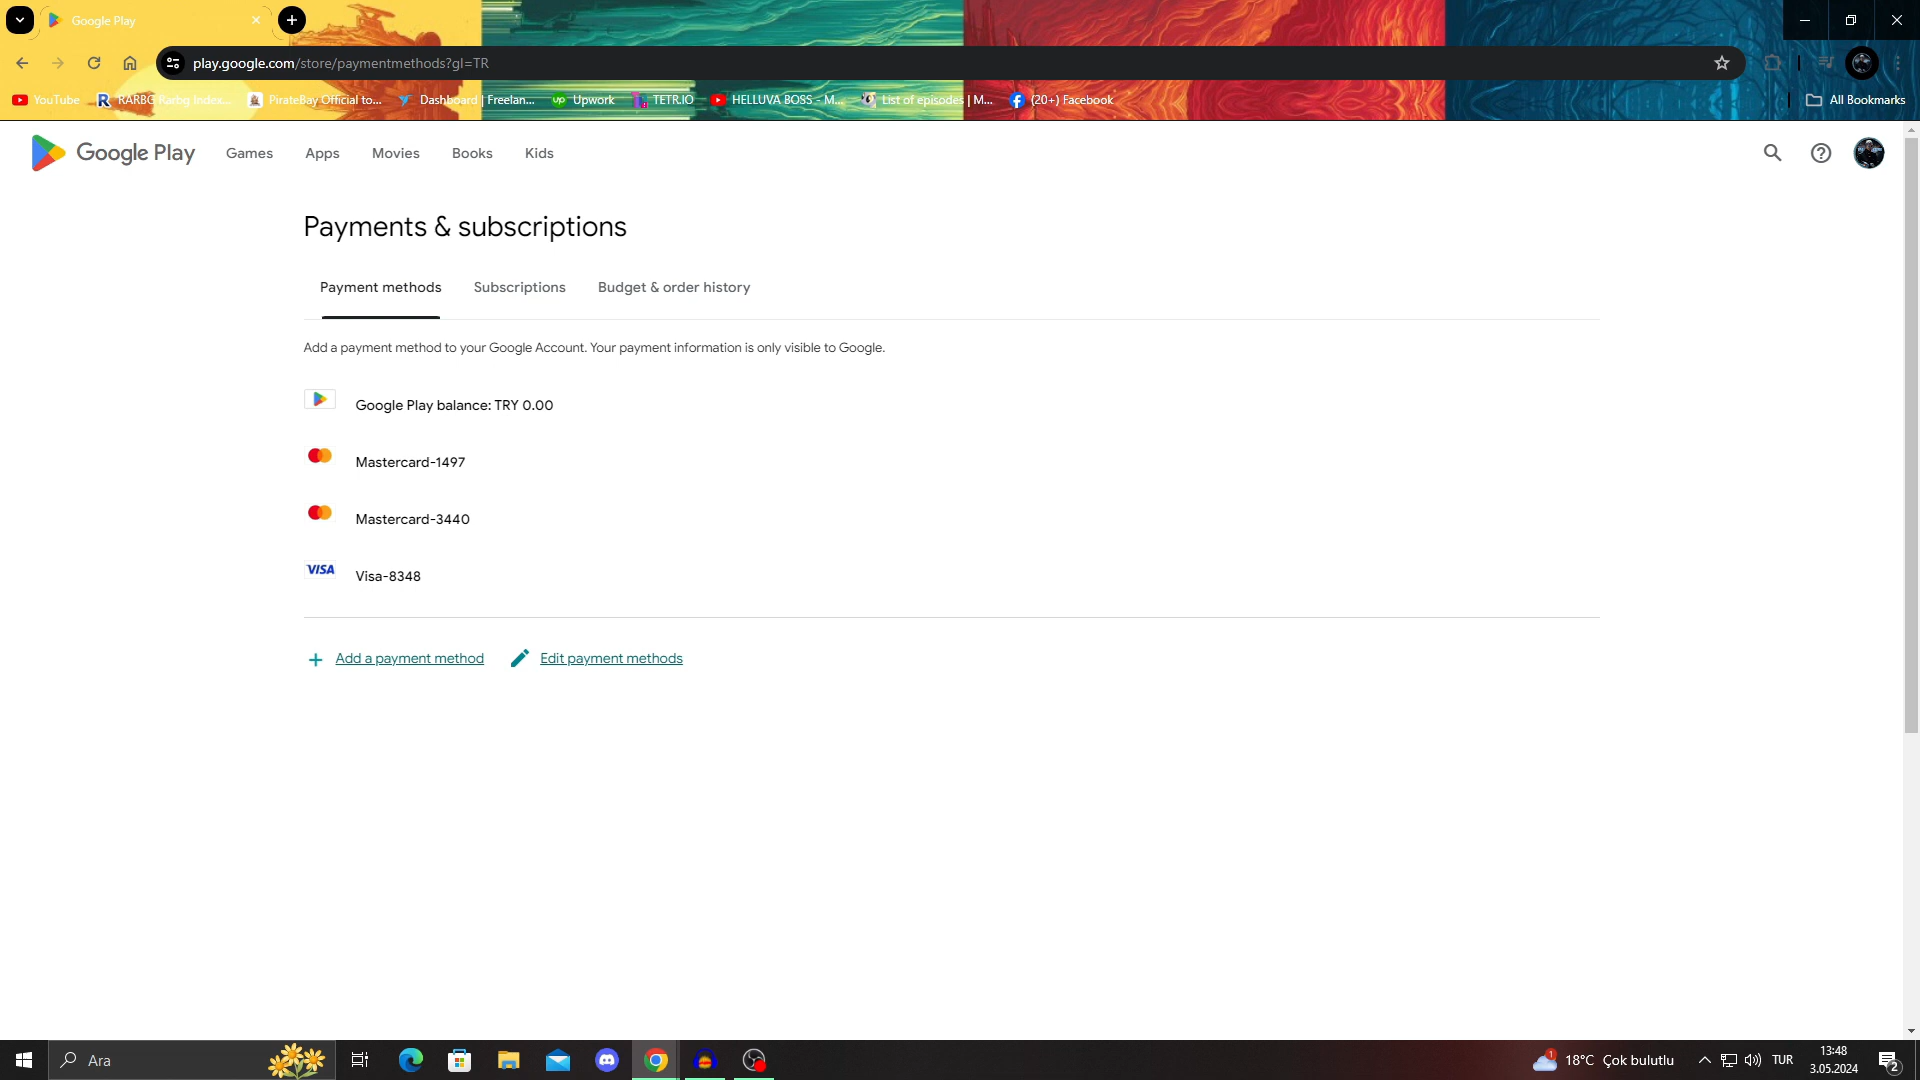 Google Play
play.google.com/store/paymentmethods?gl=TR
YouTube
RARBG Rarbg Index...
PirateBay Official to...
Dashboard | Freelan...
Upwork
TETR.IO
HELLUVA BOSS - M...
List of episodes | M...
(20+) Facebook
All Bookmarks
Google Play
Games
Apps
Movies
Books
Kids
Payments & subscriptions
Payment methods
Subscriptions
Budget & order history
Add a payment method to your Google Account. Your payment information is only visible to Google.
Google Play balance: TRY 0.00
Mastercard-1497
Mastercard-3440
VISA
Visa-8348
Add a payment method
Edit payment methods
Ara
1
18°C Çok bulutlu
TUR
13:48
3.05.2024
2